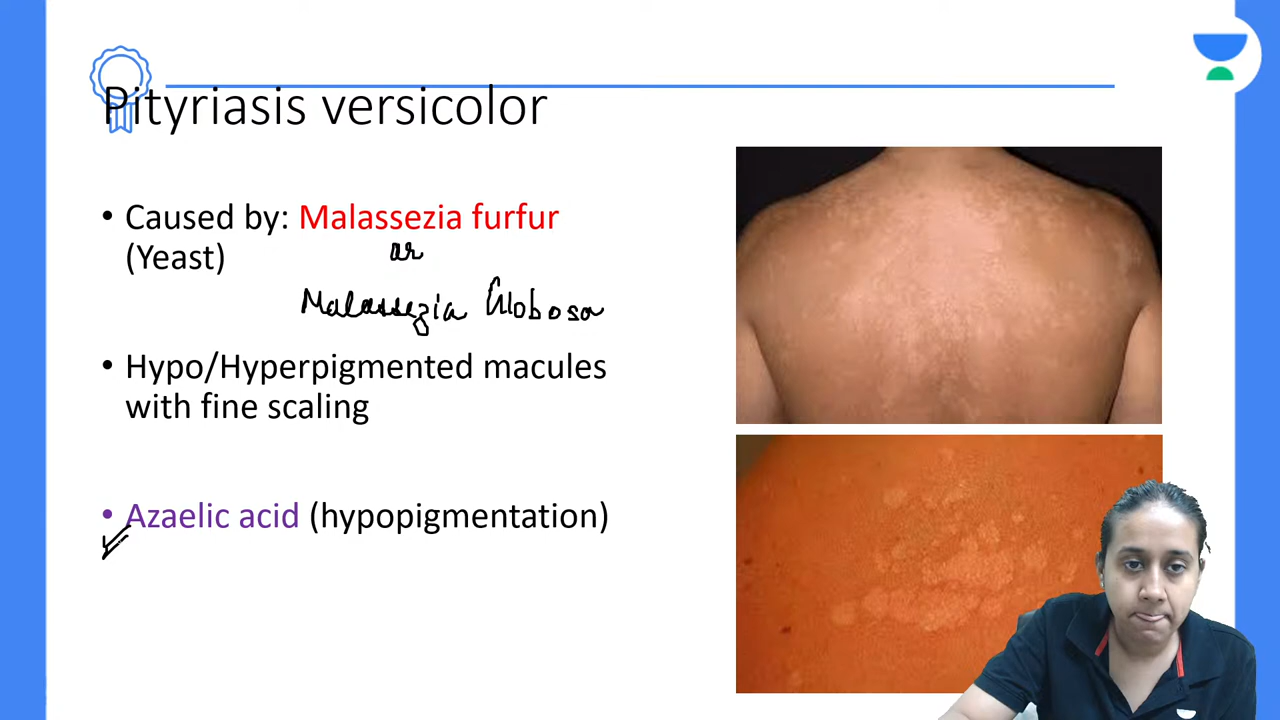 Pityriasis versicolor
• Caused by: Malassezia furfur
(Yeast)
or
Malassezia Globosa
• Hypo/Hyperpigmented macules
with fine scaling
• Azaelic acid (hypopigmentation)